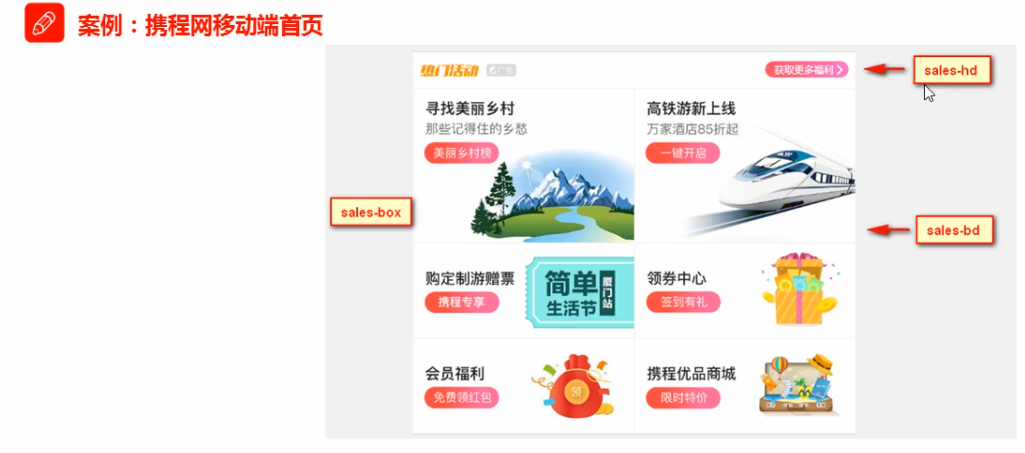 案例：携程网移动端首页
热门活动 广告 获取更多福利 sales-hd
寻找美丽乡村
那些记得住的乡愁
美丽乡村榜
高铁游新上线
万家酒店85折起
一键开启
sales-box
sales-bd
购定制游赠票
携程专享
简单
生活节
厦门站
领券中心
签到有礼
会员福利
免费领红包
领
携程优品商城
限时特价